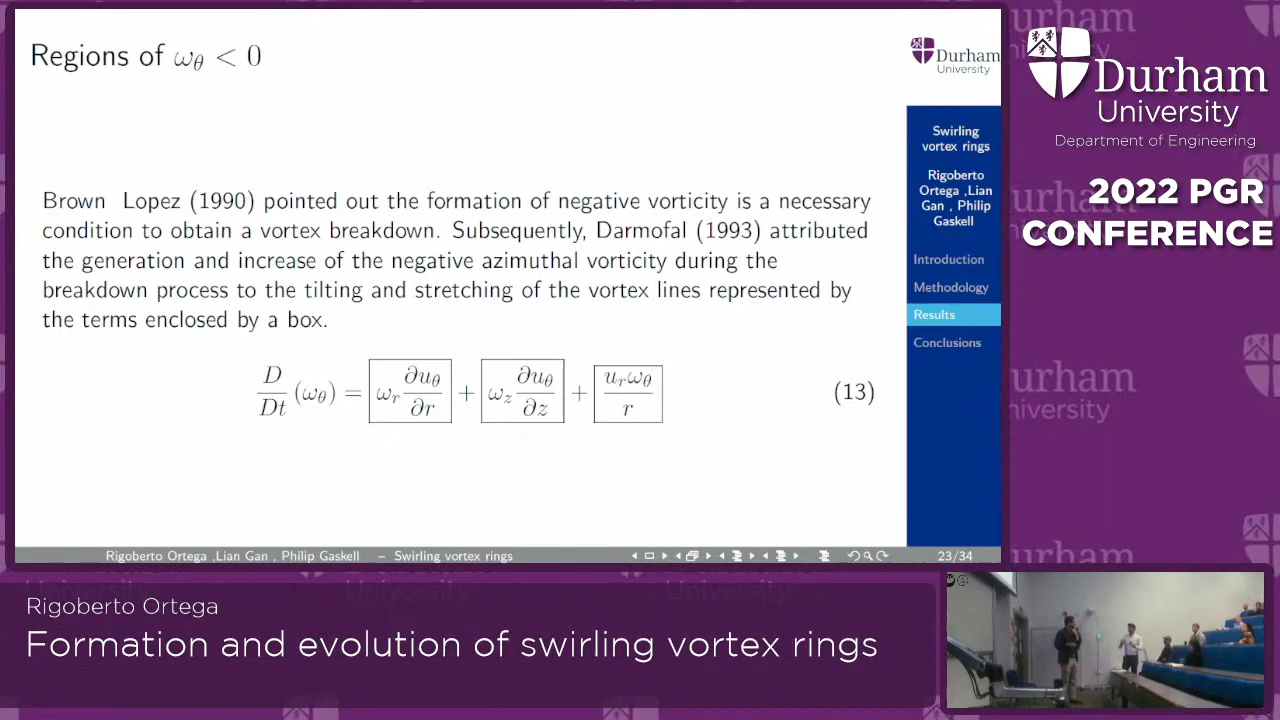 Regions of ω_θ < 0
Durham
University
Swirling
vortex rings
Rigoberto
Ortega ,Lian
Gan , Philip
Gaskell
Introduction
Methodology
Results
Conclusions
Brown Lopez (1990) pointed out the formation of negative vorticity is a necessary
condition to obtain a vortex breakdown. Subsequently, Darmofal (1993) attributed
the generation and increase of the negative azimuthal vorticity during the
breakdown process to the tilting and stretching of the vortex lines represented by
the terms enclosed by a box.
D/Dt (ω_θ) = ω_r ∂u_θ/∂r + ω_z ∂u_θ/∂z + u_r ω_θ/r (13)
Rigoberto Ortega ,Lian Gan , Philip Gaskell – Swirling vortex rings 23/34
Durham
University
Department of Engineering
2022 PGR
CONFERENCE
Rigoberto Ortega
Formation and evolution of swirling vortex rings